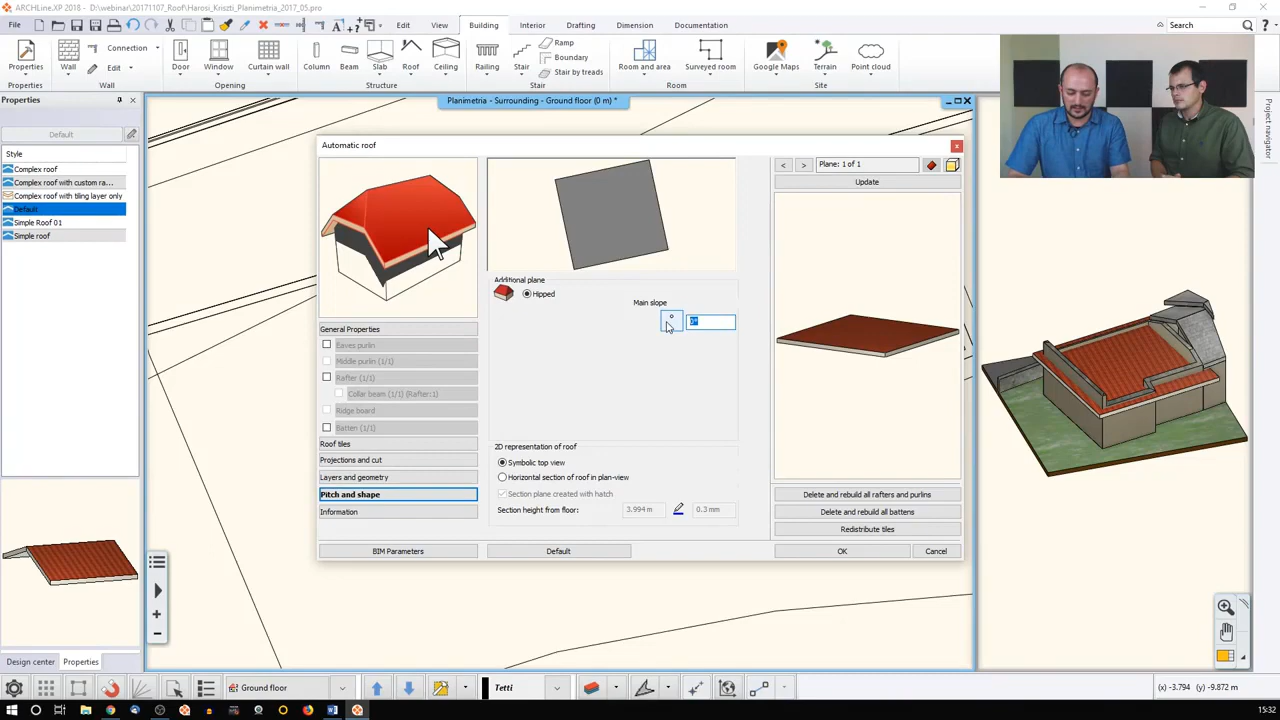 ARCHLine.XP 2018 - D:\webinar\20171107_Roof\Harosi_Kriszti_Planimetria_2017_05.pro
Edit View Building Interior Drafting Dimension Documentation Search
Properties Wall Connection Edit Door Window Curtain wall Column Beam Slab Roof Ceiling Railing Stair Ramp Boundary Stair by treads Room and area Surveyed room Google Maps Terrain Point cloud
Properties Wall Opening Structure Stair Room Site
Properties
Default
Style
Complex roof
Complex roof with custom ra...
Complex roof with tiling layer only
Default
Simple Roof 01
Simple roof
Design center Properties
Planimetria - Surrounding - Ground floor (0 m) *
Project navigator
Automatic roof
General Properties
Eaves purlin
Middle purlin (1/1)
Rafter (1/1)
Collar beam (1/1) (Rafter:1)
Ridge board
Batten (1/1)
Roof tiles
Projections and cut
Layers and geometry
Pitch and shape
Information
BIM Parameters
Additional plane
Hipped
Main slope
2D representation of roof
Symbolic top view
Horizontal section of roof in plan-view
Section plane created with hatch
Section height from floor: 3.994 m 0.3 mm
Default
< > Plane: 1 of 1
Update
Delete and rebuild all rafters and purlins
Delete and rebuild all battens
Redistribute tiles
OK Cancel
Ground floor Tetti (x) -3.794 (y) -9.872 m
15:32